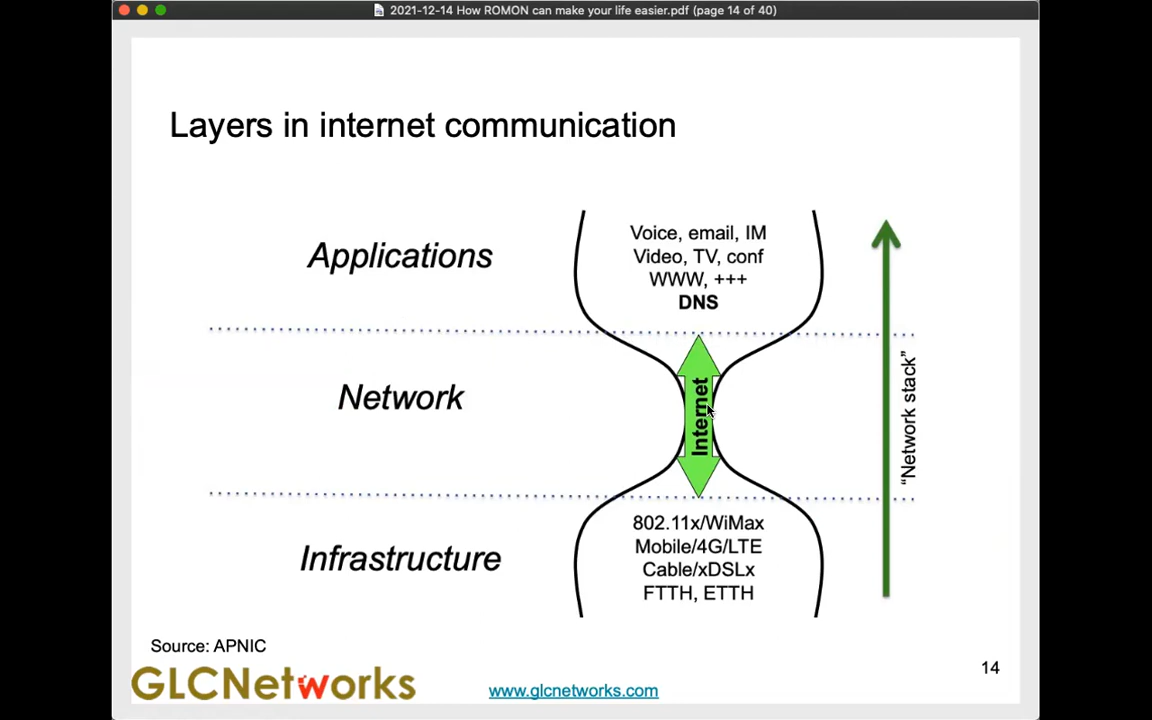 2021-12-14 How ROMON can make your life easier.pdf (page 14 of 40)
Layers in internet communication
Applications
Voice, email, IM
Video, TV, conf
WWW, +++
DNS
Network
Internet
“Network stack”
Infrastructure
802.11x/WiMax
Mobile/4G/LTE
Cable/xDSLx
FTTH, ETTH
Source: APNIC
GLCNetworks
www.glcnetworks.com
14